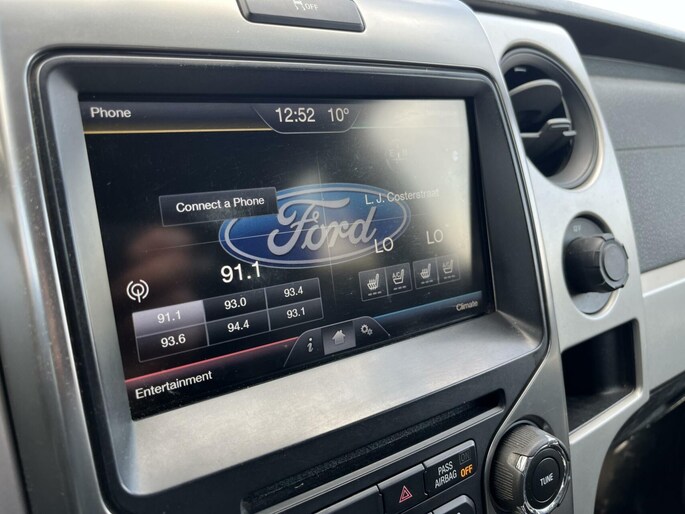 OFF
Phone
12:52 10°
Connect a Phone
L. J. Costerstraat
Ford
91.1
LO LO
A/C A/C
91.1 93.0 93.4
93.6 94.4 93.1
i
Climate
Entertainment
PASS AIRBAG OFF
TUNE